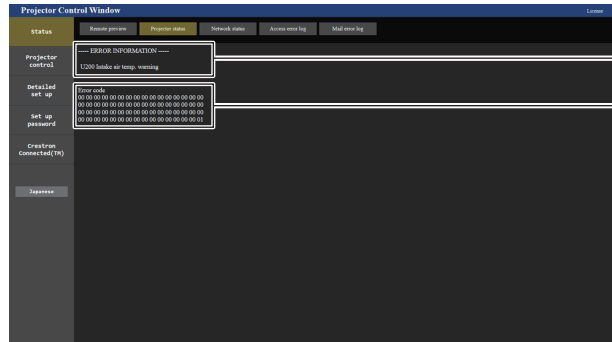 Projector Control Window
License
Status
Remote preview
Projector status
Network status
Access error log
Mail error log
Projector
control
Detailed
set up
Set up
password
Crestron
Connected(TM)
Japanese
----- ERROR INFORMATION -----
U200 Intake air temp. warning
Error code
00 00 00 00 00 00 00 00 00 00 00 00 00 00 00 00
00 00 00 00 00 00 00 00 00 00 00 00 00 00 00 00
00 00 00 00 00 00 00 00 00 00 00 00 00 00 00 00
00 00 00 00 00 00 00 00 00 00 00 00 00 00 00 01